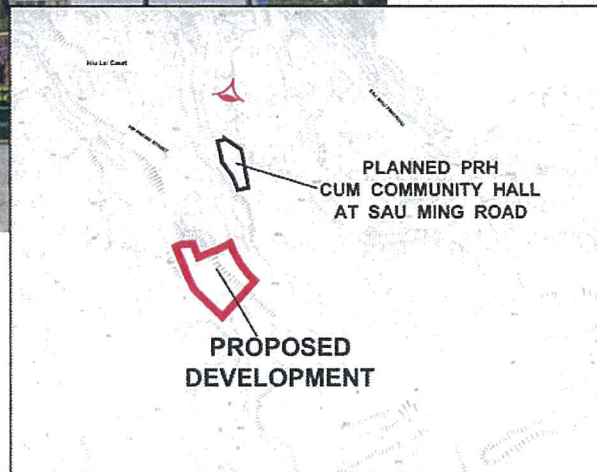 Hiu Lai Court
PLANNED PRH
CUM COMMUNITY HALL
AT SAU MING ROAD
PROPOSED
DEVELOPMENT